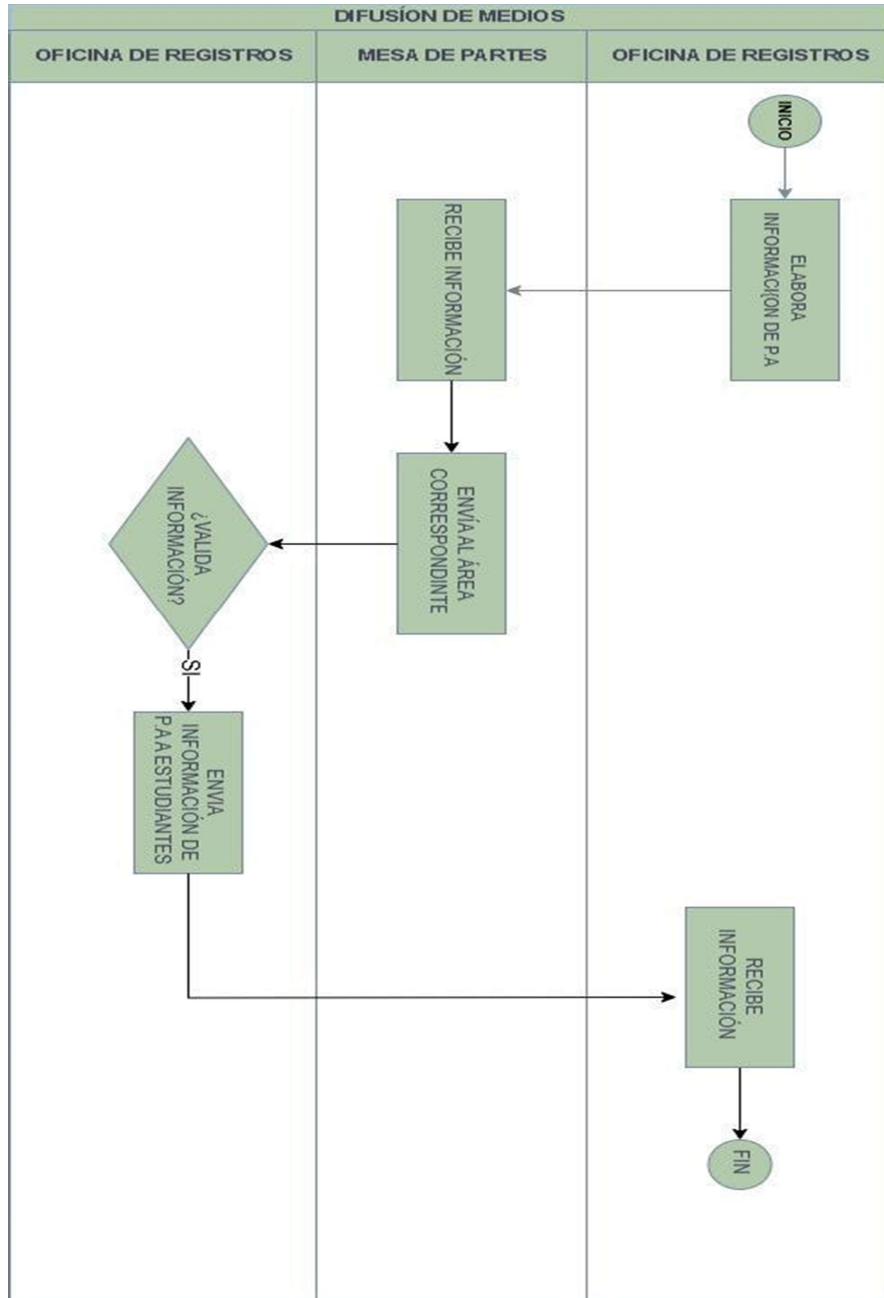 DIFUSÍON DE MEDIOS
OFICINA DE REGISTROS
MESA DE PARTES
OFICINA DE REGISTROS
INICIO
ELABORA
INFORMACI{ON DE P.A
RECIBE INFORMACIÓN
ENVÍA AL ÁREA
CORRESPONDINTE
¿VALIDA
INFORMACIÓN?
SI
ENVIA
INFORMACIÓN DE
P.A A ESTUDIANTES
RECIBE
INFORMACIÓN
FIN